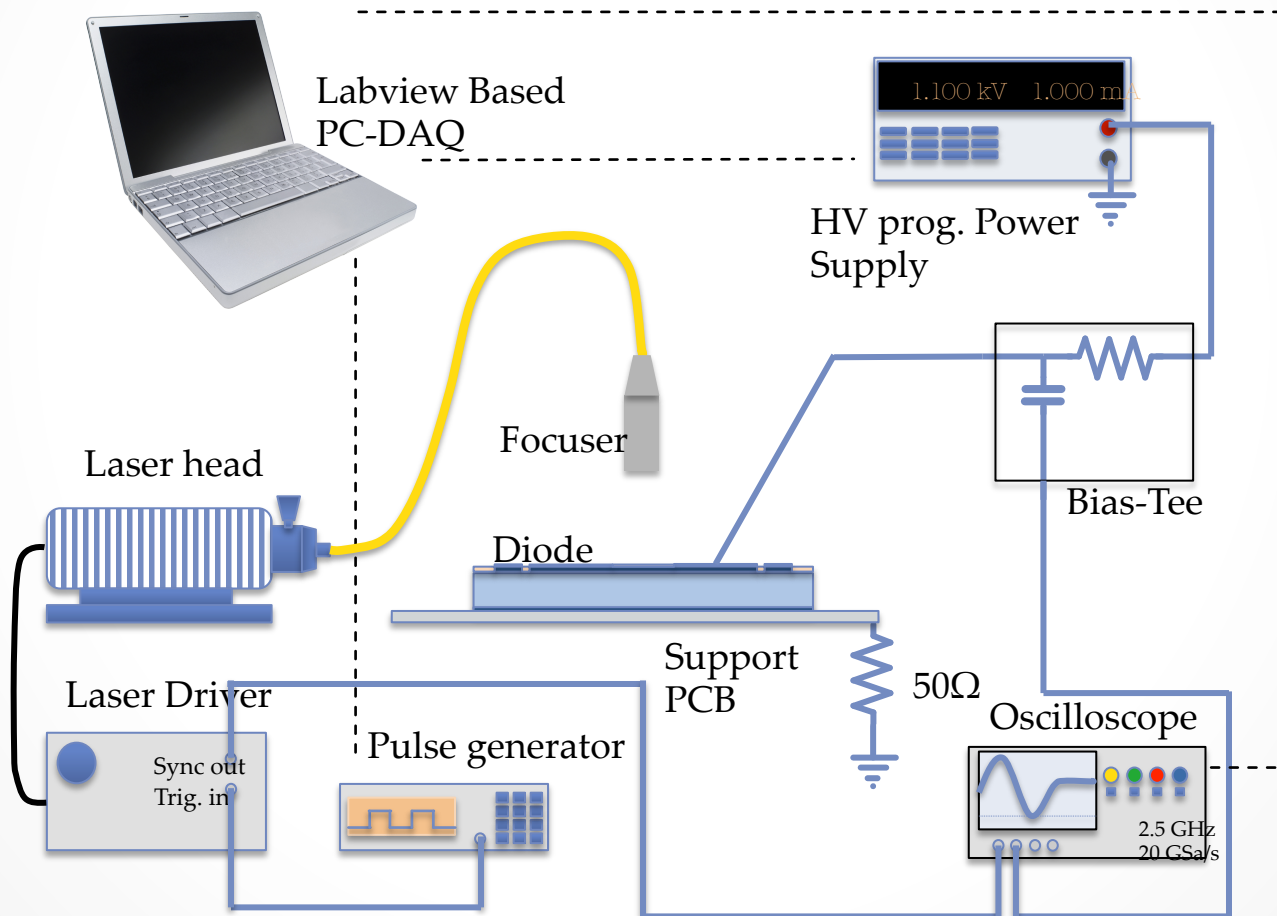 Labview Based
PC-DAQ
1.100 kV 1.000 mA
HV prog. Power
Supply
Focuser
Laser head
Bias-Tee
Diode
Support
PCB
50Ω
Laser Driver
Oscilloscope
Pulse generator
Sync out
Trig. in
2.5 GHz
20 GSa/s